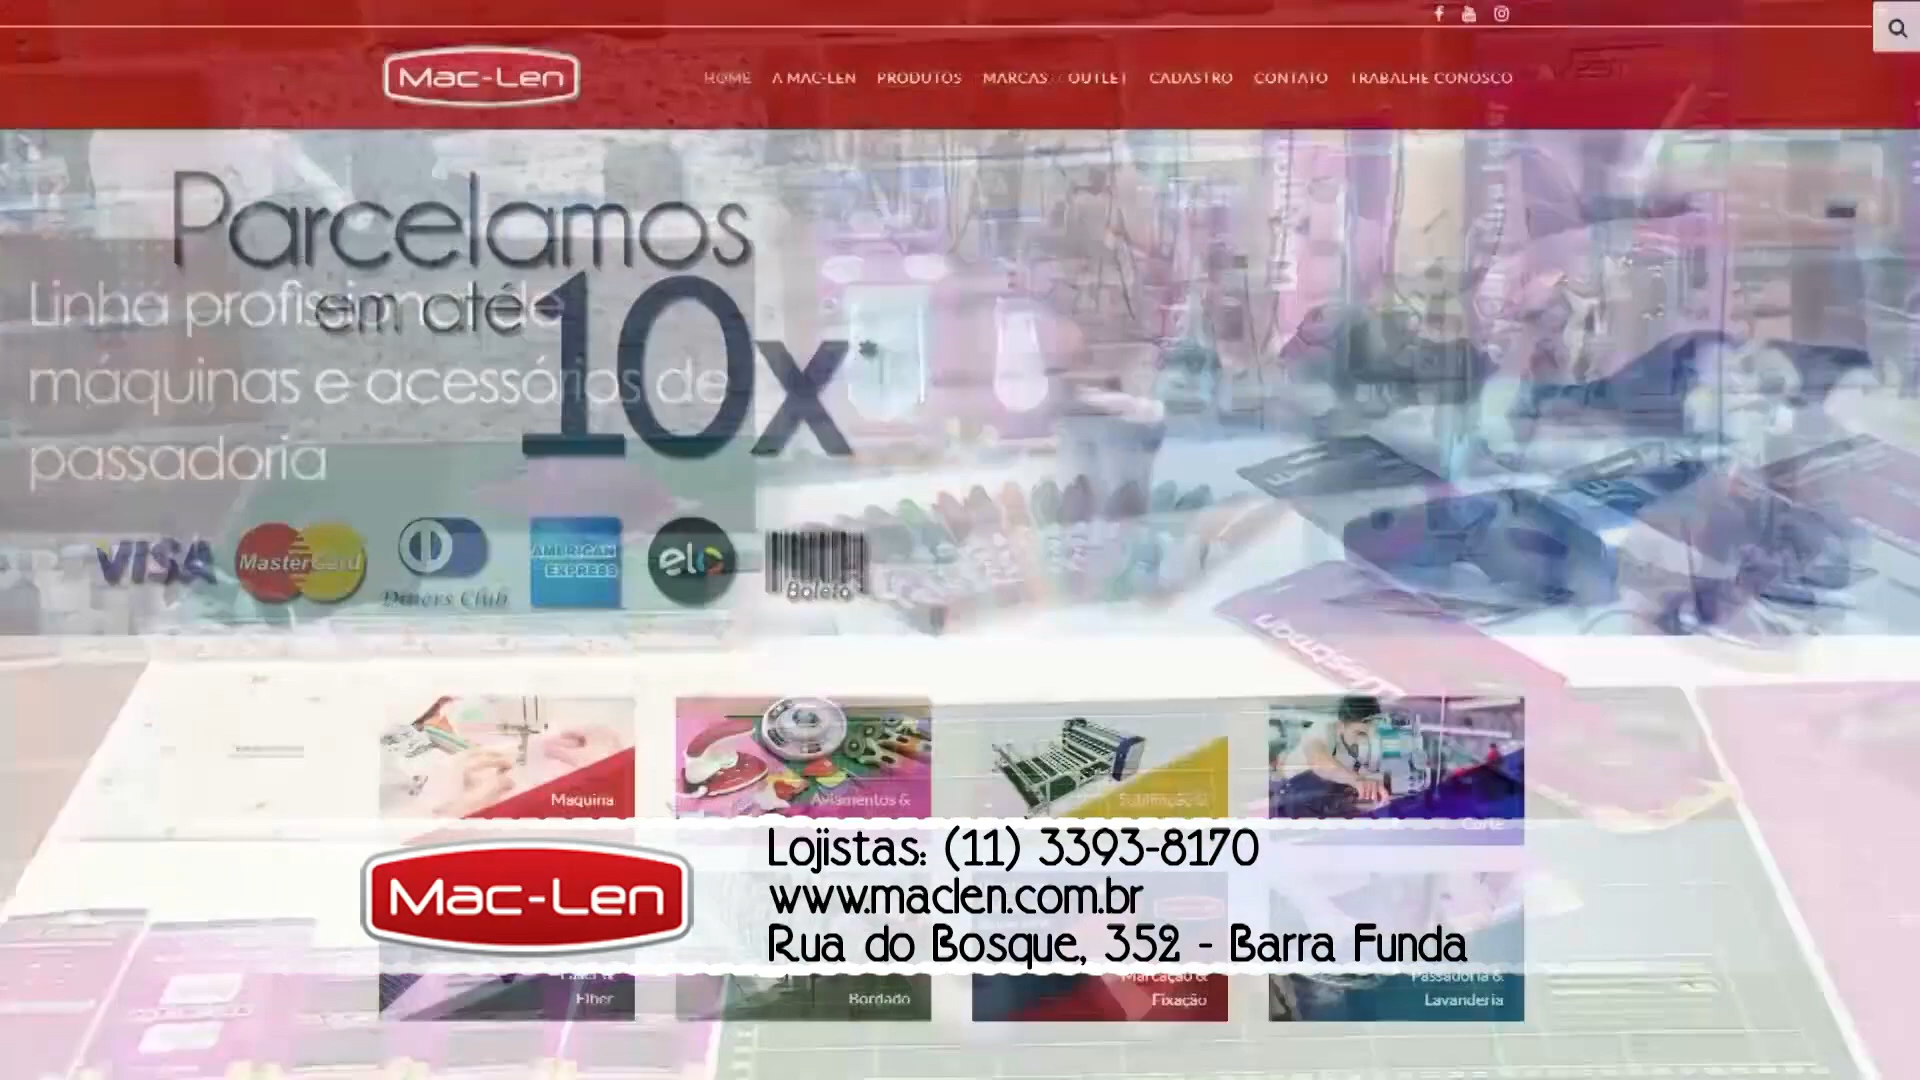 Mac-Len
HOME A MAC-LEN PRODUTOS MARCAS OUTLET CADASTRO CONTATO TRABALHE CONOSCO
Parcelamos
em até 10x*
Linha profissional de
máquinas e acessórios de
passadoria
VISA MasterCard Diners Club AMERICAN EXPRESS elo Boleto
Maquina
Aviamentos &
Sublimação &
Corte
Mac-Len
Lojistas: (11) 3393-8170
www.maclen.com.br
Rua do Bosque, 352 - Barra Funda
Bordado
Marcação &
Fixação
Passadoria &
Lavanderia